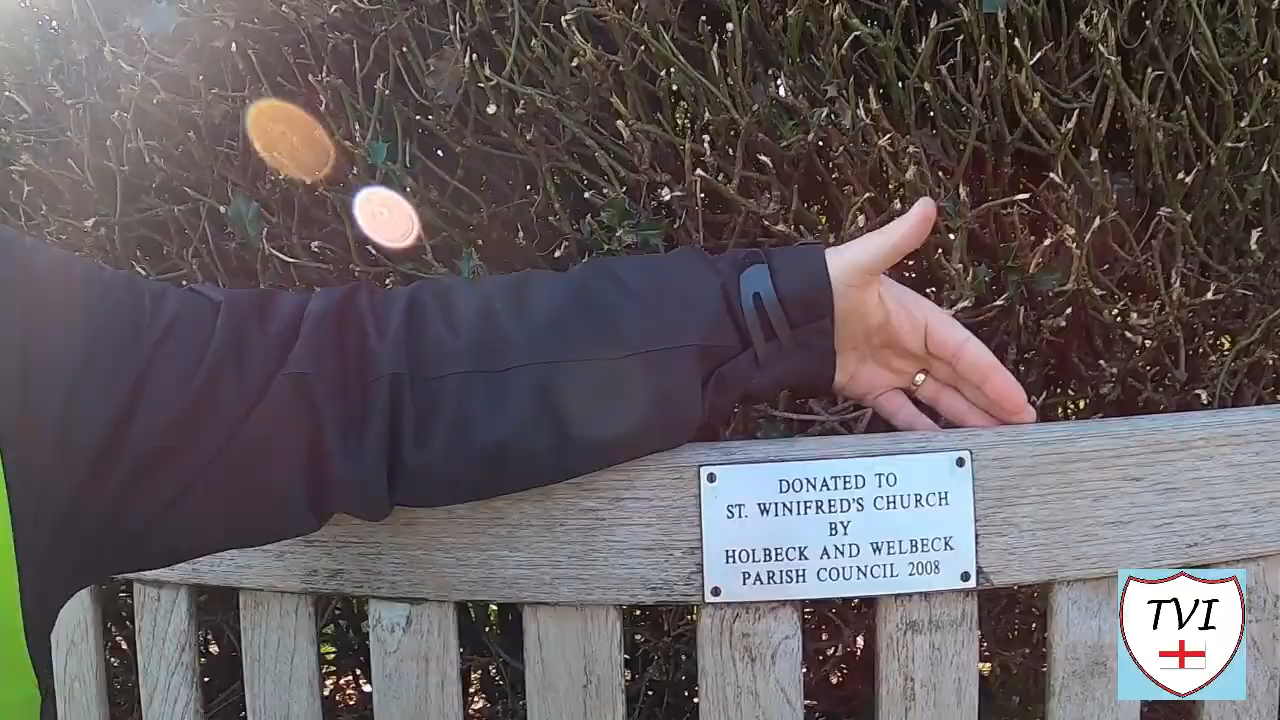 DONATED TO
ST. WINIFRED'S CHURCH
BY
HOLBECK AND WELBECK
PARISH COUNCIL 2008
TVI